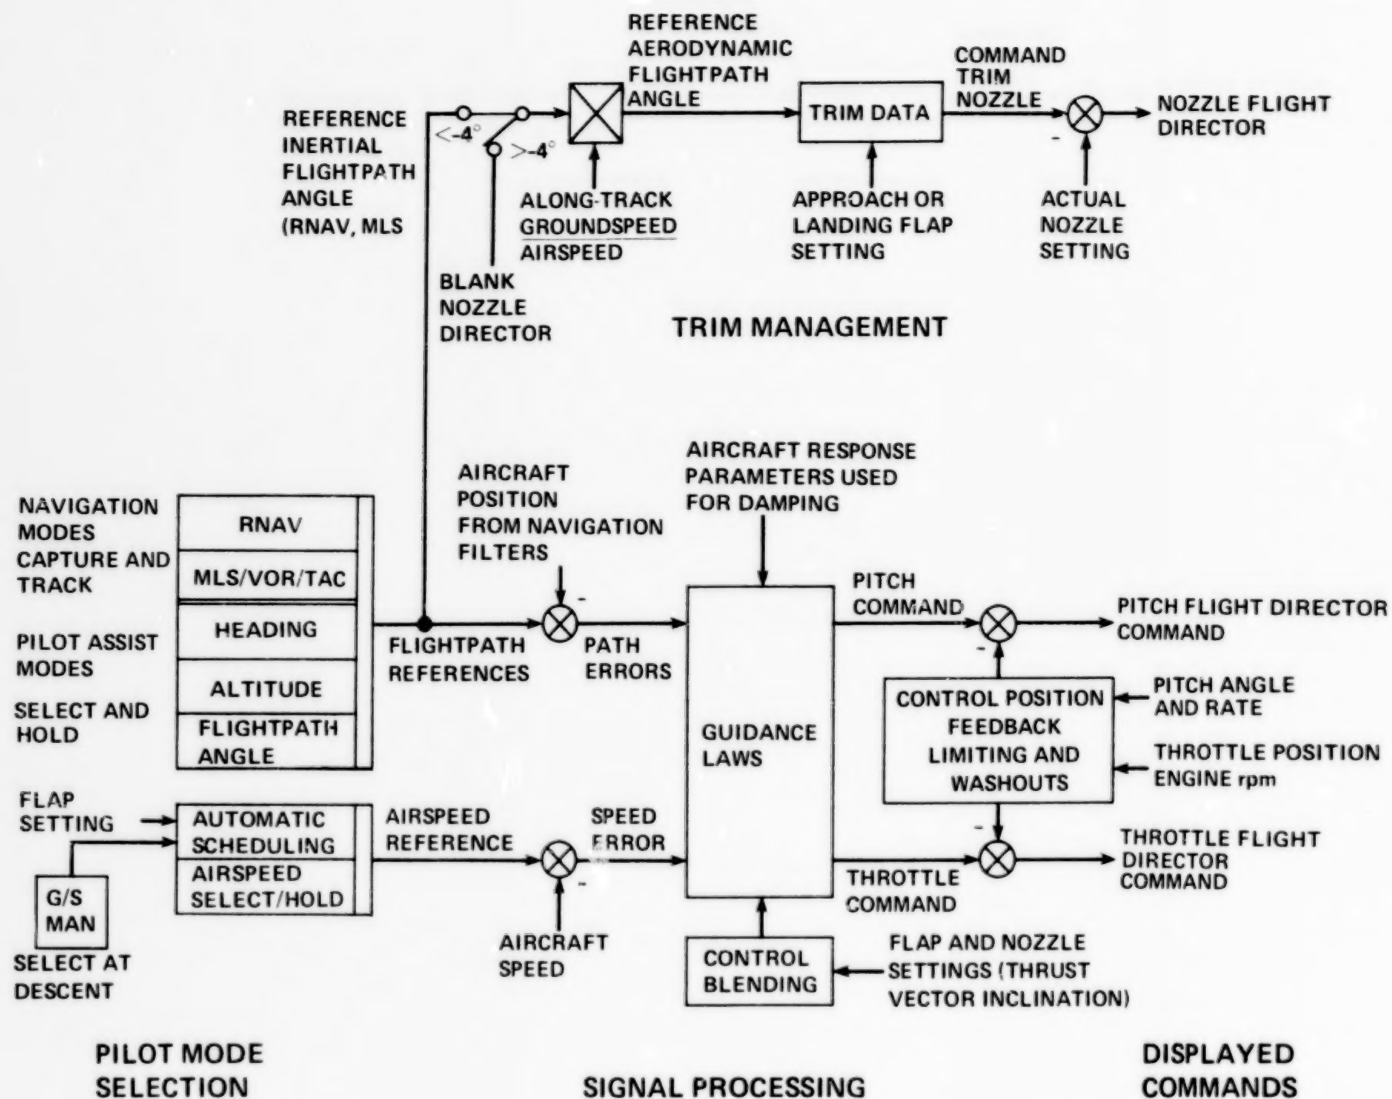 REFERENCE
AERODYNAMIC
FLIGHTPATH
ANGLE
COMMAND
TRIM
NOZZLE
REFERENCE
INERTIAL
FLIGHTPATH
ANGLE
(RNAV, MLS
<-4°
>-4°
TRIM DATA
-
NOZZLE FLIGHT
DIRECTOR
ALONG-TRACK
GROUNDSPEED
AIRSPEED
APPROACH OR
LANDING FLAP
SETTING
ACTUAL
NOZZLE
SETTING
BLANK
NOZZLE
DIRECTOR
TRIM MANAGEMENT
NAVIGATION
MODES
CAPTURE AND
TRACK
PILOT ASSIST
MODES
SELECT AND
HOLD
RNAV
MLS/VOR/TAC
HEADING
ALTITUDE
FLIGHTPATH
ANGLE
FLIGHTPATH
REFERENCES
AIRCRAFT
POSITION
FROM NAVIGATION
FILTERS
-
PATH
ERRORS
AIRCRAFT RESPONSE
PARAMETERS USED
FOR DAMPING
GUIDANCE
LAWS
PITCH
COMMAND
-
PITCH FLIGHT DIRECTOR
COMMAND
CONTROL POSITION
FEEDBACK
LIMITING AND
WASHOUTS
PITCH ANGLE
AND RATE
THROTTLE POSITION
ENGINE rpm
FLAP
SETTING
AUTOMATIC
SCHEDULING
AIRSPEED
SELECT/HOLD
G/S
MAN
SELECT AT
DESCENT
AIRSPEED
REFERENCE
-
AIRCRAFT
SPEED
SPEED
ERROR
THROTTLE
COMMAND
-
THROTTLE FLIGHT
DIRECTOR
COMMAND
CONTROL
BLENDING
FLAP AND NOZZLE
SETTINGS (THRUST
VECTOR INCLINATION)
PILOT MODE
SELECTION
SIGNAL PROCESSING
DISPLAYED
COMMANDS